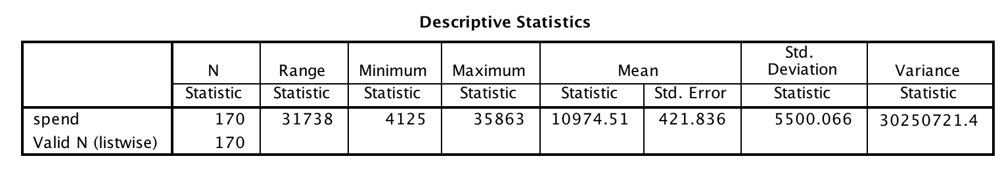 Descriptive Statistics
N Range Minimum Maximum Mean Std. Deviation Variance
Statistic Statistic Statistic Statistic Statistic Std. Error Statistic Statistic
spend 170 31738 4125 35863 10974.51 421.836 5500.066 30250721.4
Valid N (listwise) 170